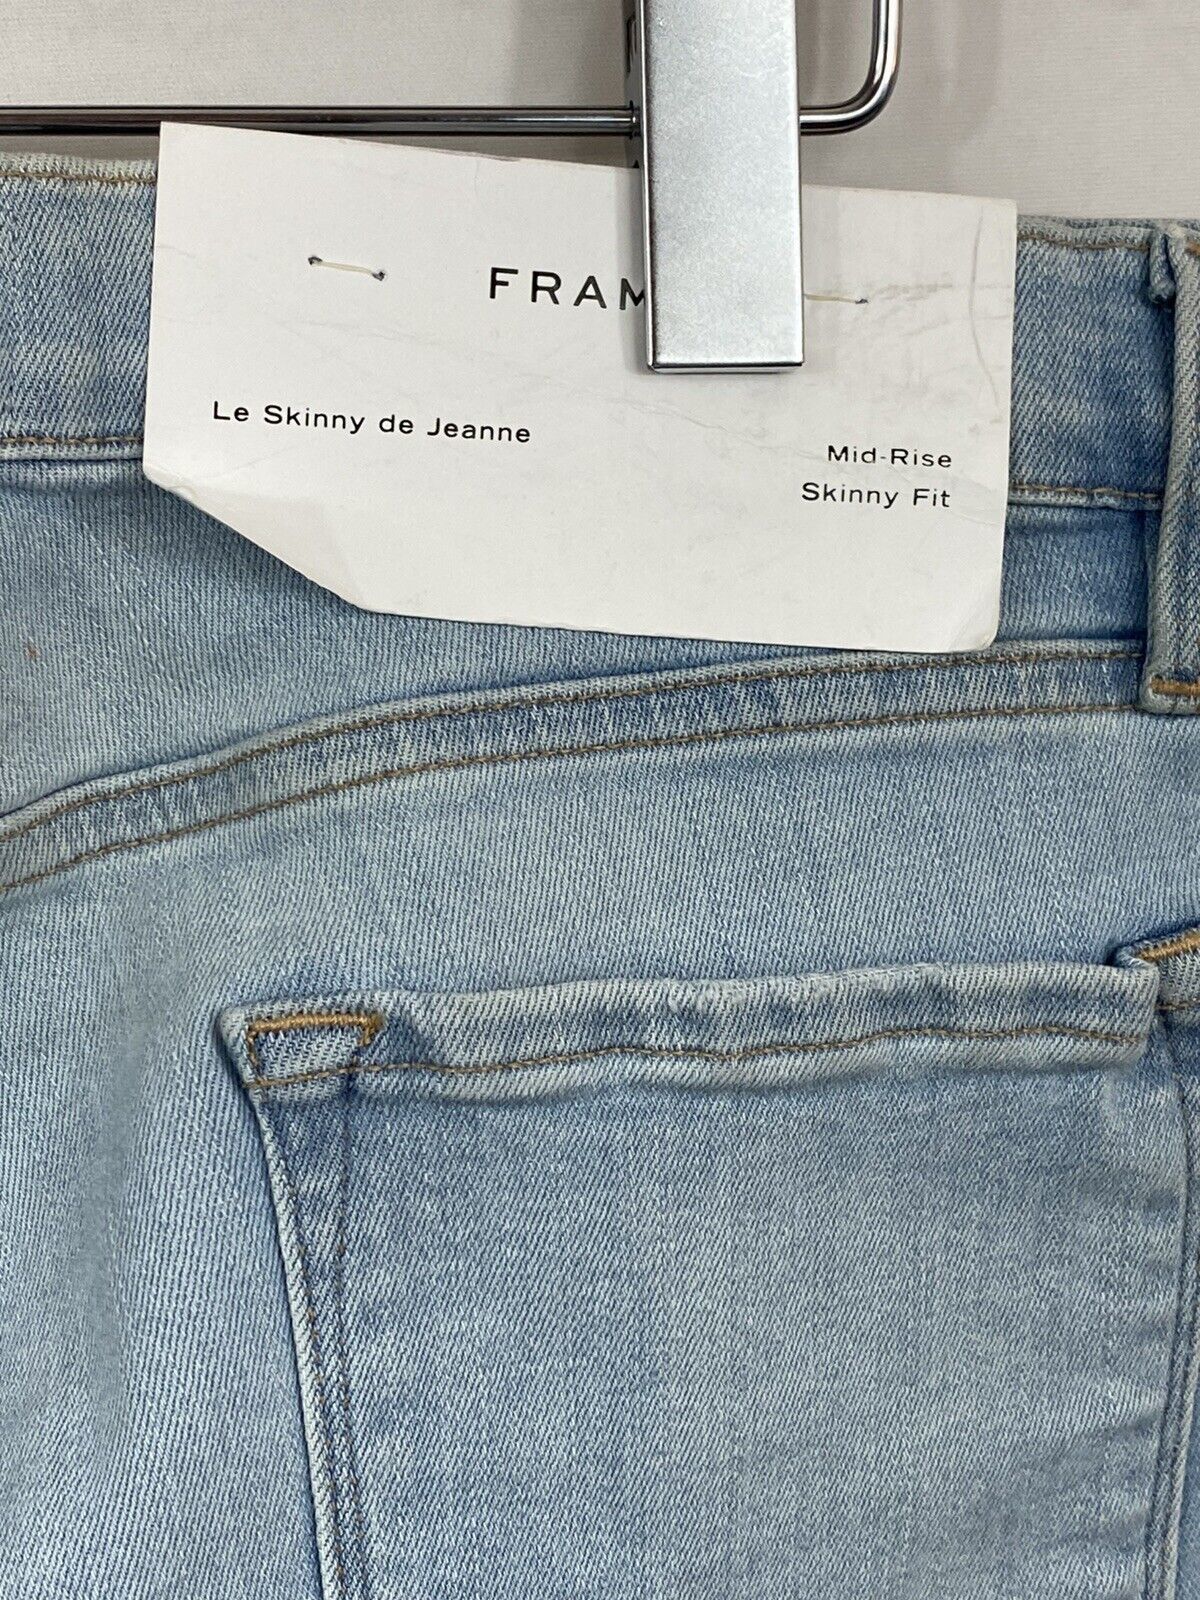 FRAM
Le Skinny de Jeanne
Mid-Rise
Skinny Fit